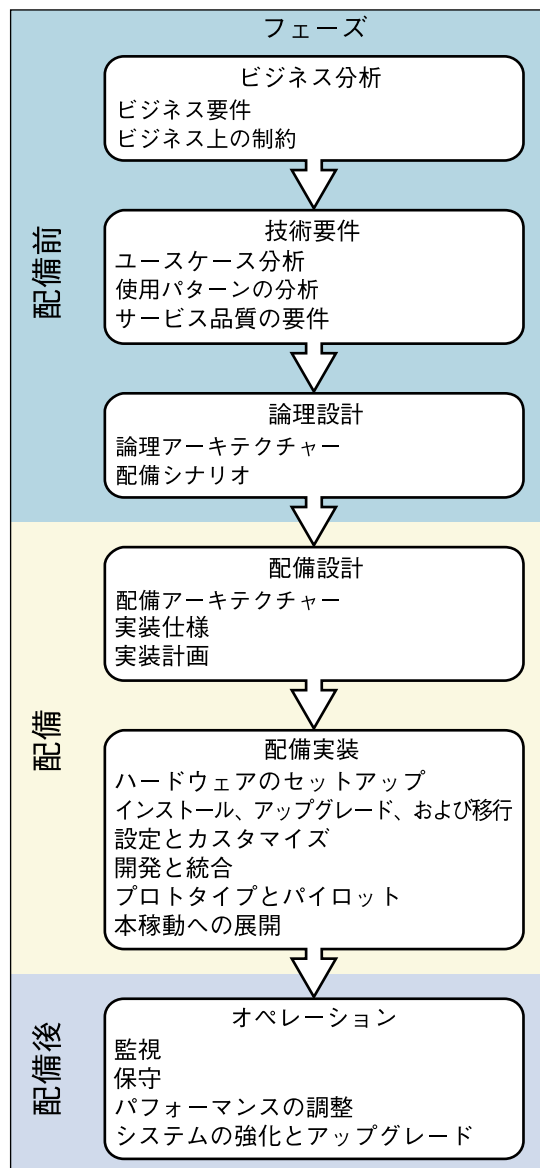 フェーズ
配備前
ビジネス分析
ビジネス要件
ビジネス上の制約
技術要件
ユースケース分析
使用パターンの分析
サービス品質の要件
論理設計
論理アーキテクチャー
配備シナリオ
配備
配備設計
配備アーキテクチャー
実装仕様
実装計画
配備実装
ハードウェアのセットアップ
インストール、アップグレード、および移行
設定とカスタマイズ
開発と統合
プロトタイプとパイロット
本稼動への展開
配備後
オペレーション
監視
保守
パフォーマンスの調整
システムの強化とアップグレード